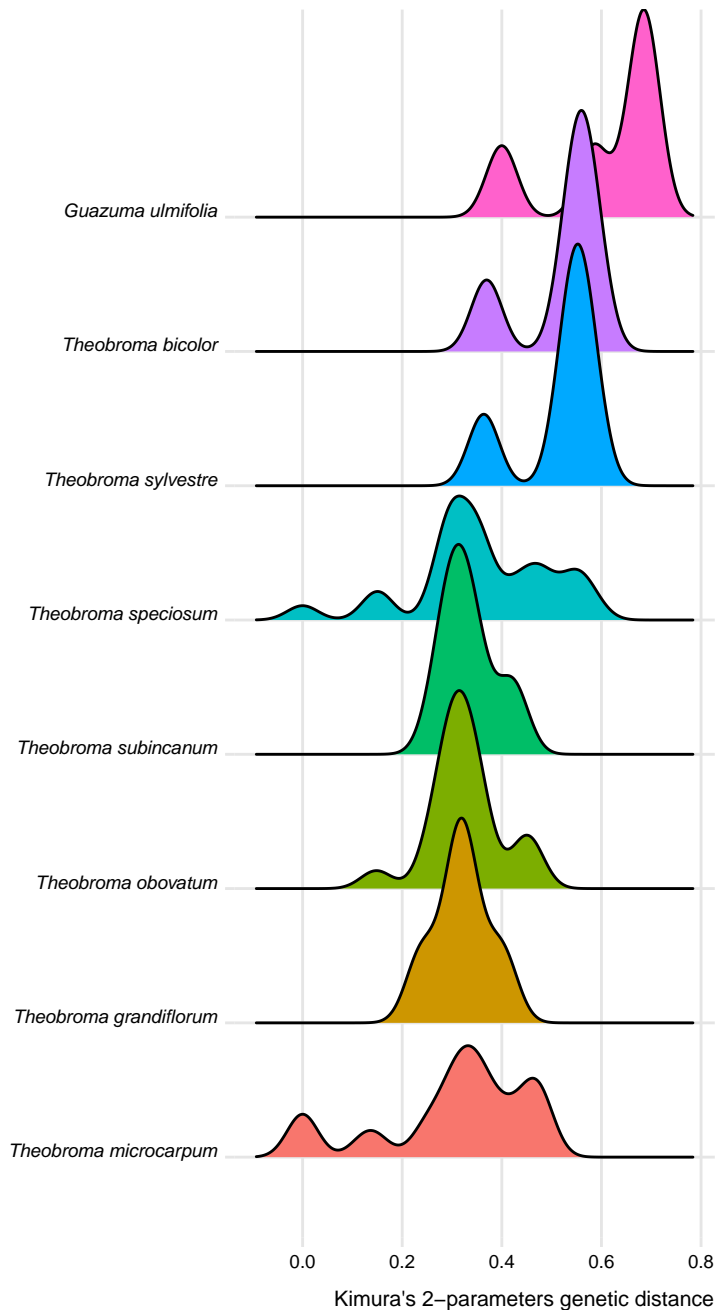 Guazuma ulmifolia
Theobroma bicolor
Theobroma sylvestre
Theobroma speciosum
Theobroma subincanum
Theobroma obovatum
Theobroma grandiflorum
Theobroma microcarpum
0.0 0.2 0.4 0.6 0.8
Kimura's 2−parameters genetic distance